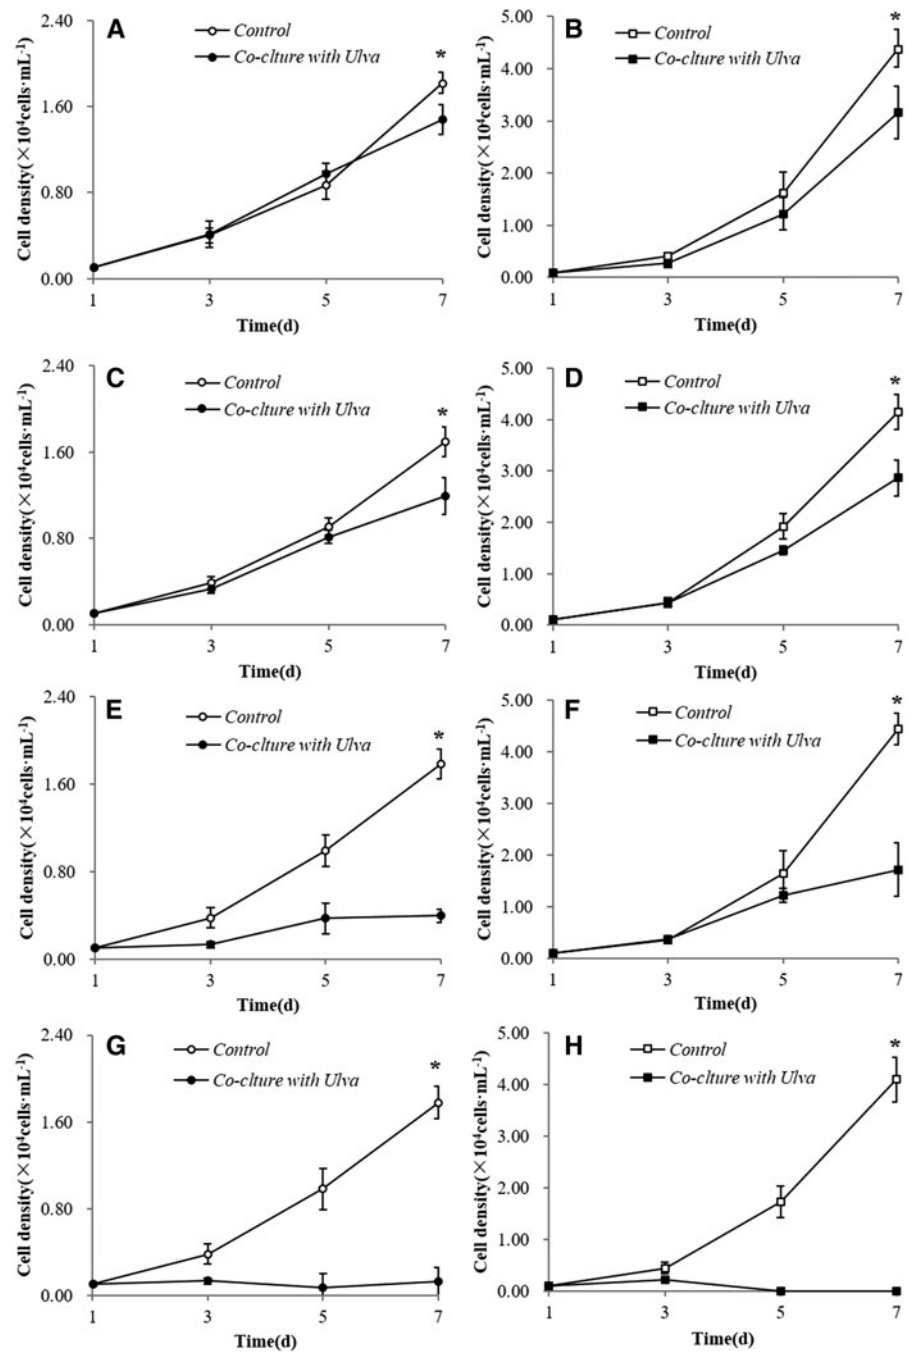 A
Control
Co-clture with Ulva
*
Cell density(×10⁴cells·mL⁻¹)
2.40
1.60
0.80
0.00
1 3 5 7
Time(d)
B
Control
Co-clture with Ulva
*
Cell density(×10⁴cells·mL⁻¹)
5.00
4.00
3.00
2.00
1.00
0.00
1 3 5 7
Time(d)
C
Control
Co-clture with Ulva
*
Cell density(×10⁴cells·mL⁻¹)
2.40
1.60
0.80
0.00
1 3 5 7
Time(d)
D
Control
Co-clture with Ulva
*
Cell density(×10⁴cells·mL⁻¹)
5.00
4.00
3.00
2.00
1.00
0.00
1 3 5 7
Time(d)
E
Control
Co-clture with Ulva
*
Cell density(×10⁴cells·mL⁻¹)
2.40
1.60
0.80
0.00
1 3 5 7
Time(d)
F
Control
Co-clture with Ulva
*
Cell density(×10⁴cells·mL⁻¹)
5.00
4.00
3.00
2.00
1.00
0.00
1 3 5 7
Time(d)
G
Control
Co-clture with Ulva
*
Cell density(×10⁴cells·mL⁻¹)
2.40
1.60
0.80
0.00
1 3 5 7
Time(d)
H
Control
Co-clture with Ulva
*
Cell density(×10⁴cells·mL⁻¹)
5.00
4.00
3.00
2.00
1.00
0.00
1 3 5 7
Time(d)